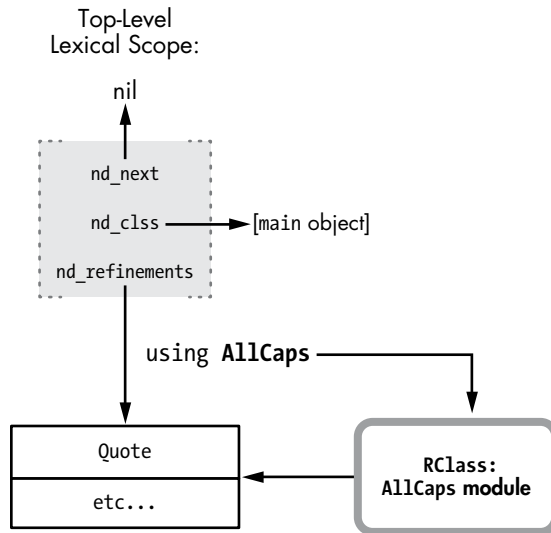 Top-Level
Lexical Scope:
nil
nd_next
nd_clss
[main object]
nd_refinements
using AllCaps
Quote
etc...
RClass:
AllCaps module